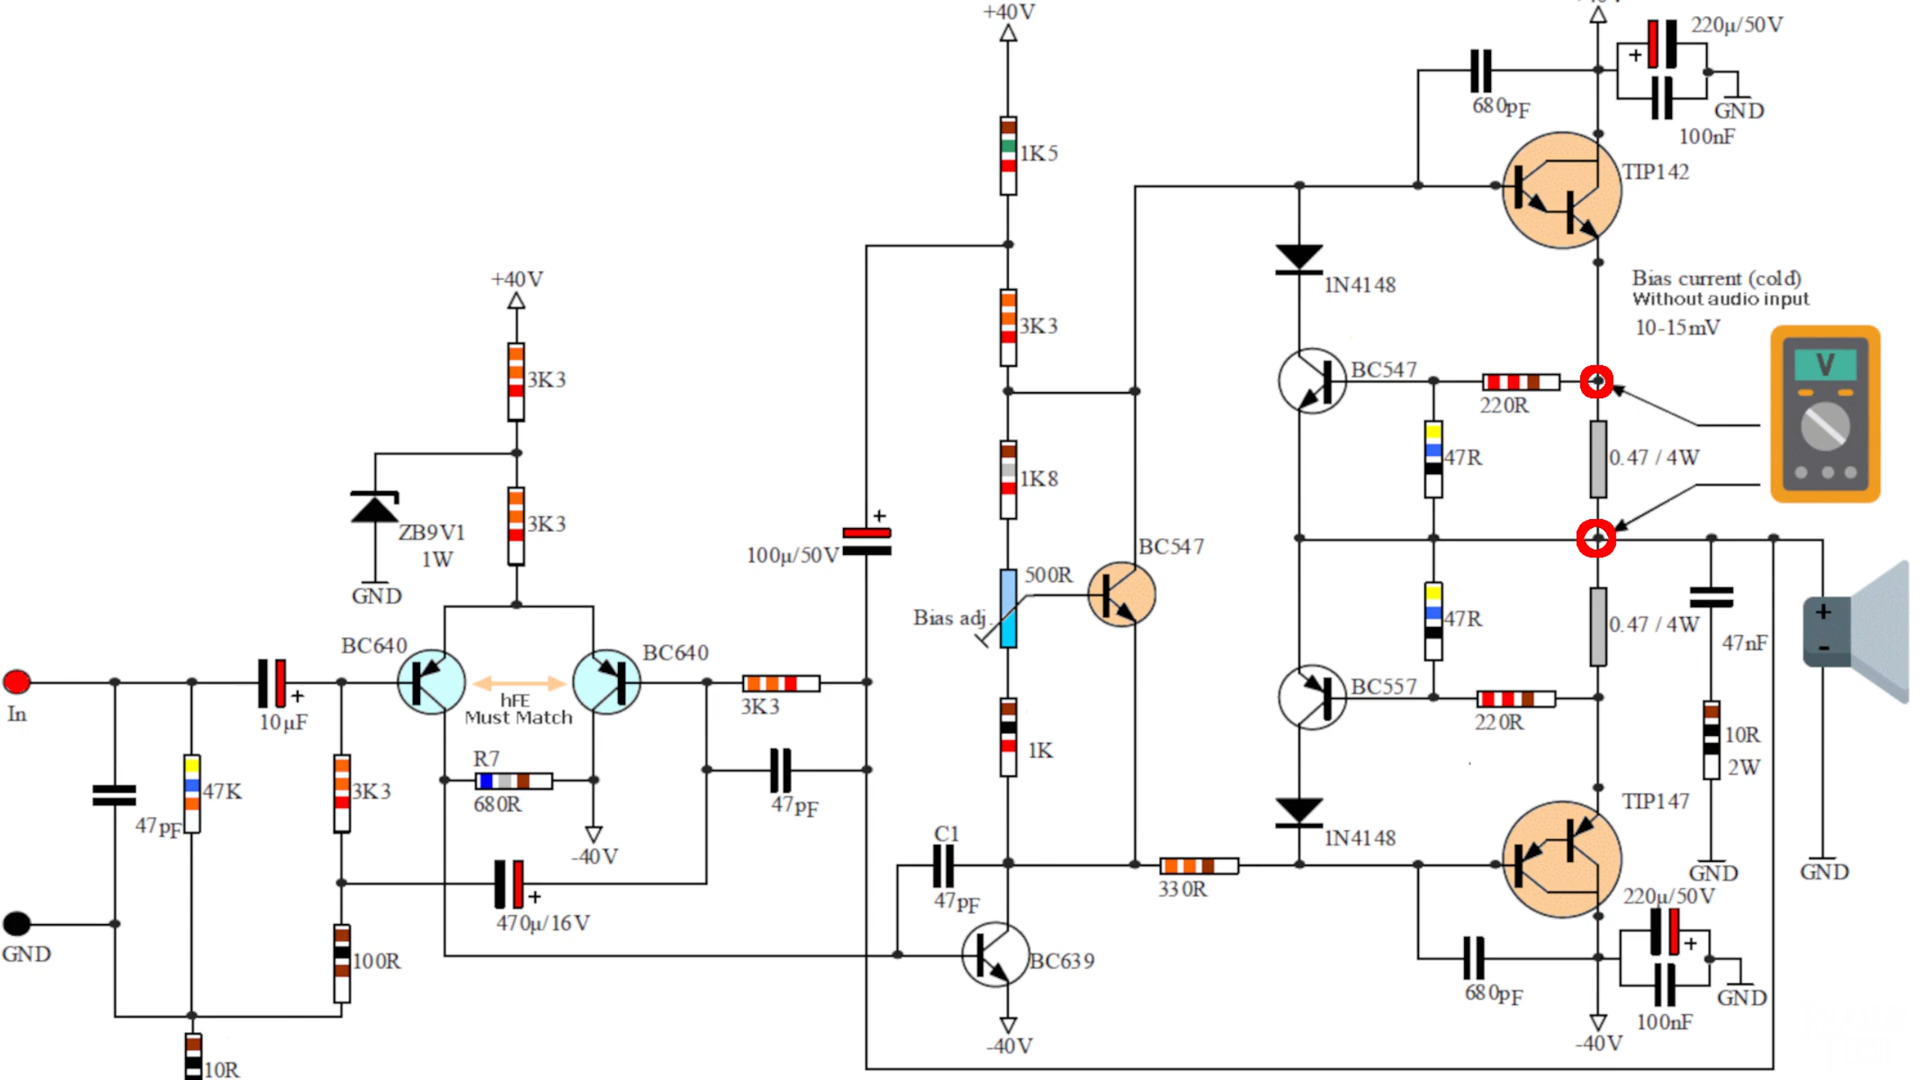 +40V
220µ/50V
+
680pF
GND
100nF
1K5
TIP142
+40V
1N4148
Bias current (cold)
Without audio input
10-15mV
3K3
V
3K3
BC547
220R
47R
0.47 / 4W
1K8
3K3
ZB9V1
1W
GND
+
100µ/50V
BC547
500R
Bias adj.
47R
0.47 / 4W
+
-
47nF
BC640
BC640
hFE
Must Match
In
+
10µF
3K3
BC557
220R
1K
10R
2W
R7
680R
47K
3K3
47pF
47pF
-40V
TIP147
1N4148
C1
47pF
330R
GND
GND
+
470µ/16V
220µ/50V
+
GND
100R
BC639
680pF
GND
100nF
-40V
-40V
10R